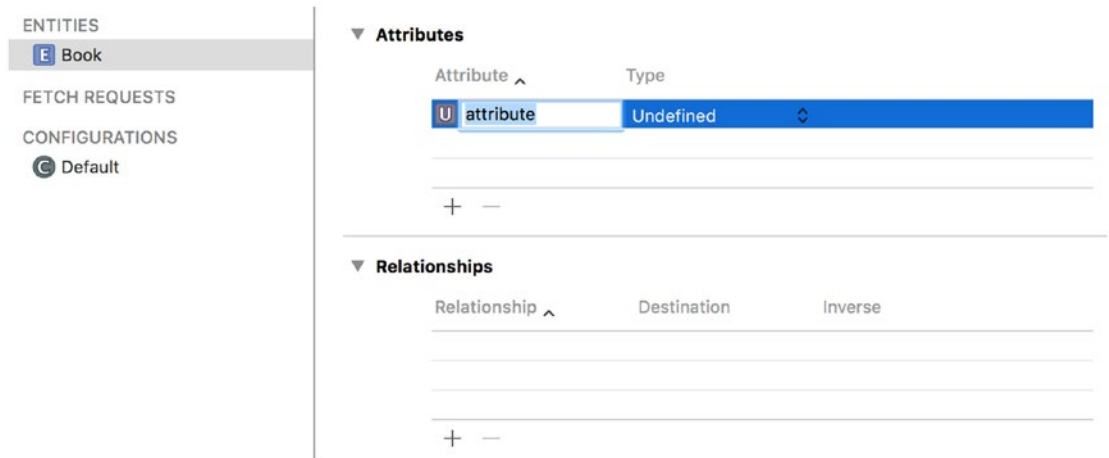 ENTITIES
E Book
FETCH REQUESTS
CONFIGURATIONS
C Default
Attributes
Attribute Type
U attribute Undefined
Relationships
Relationship Destination Inverse